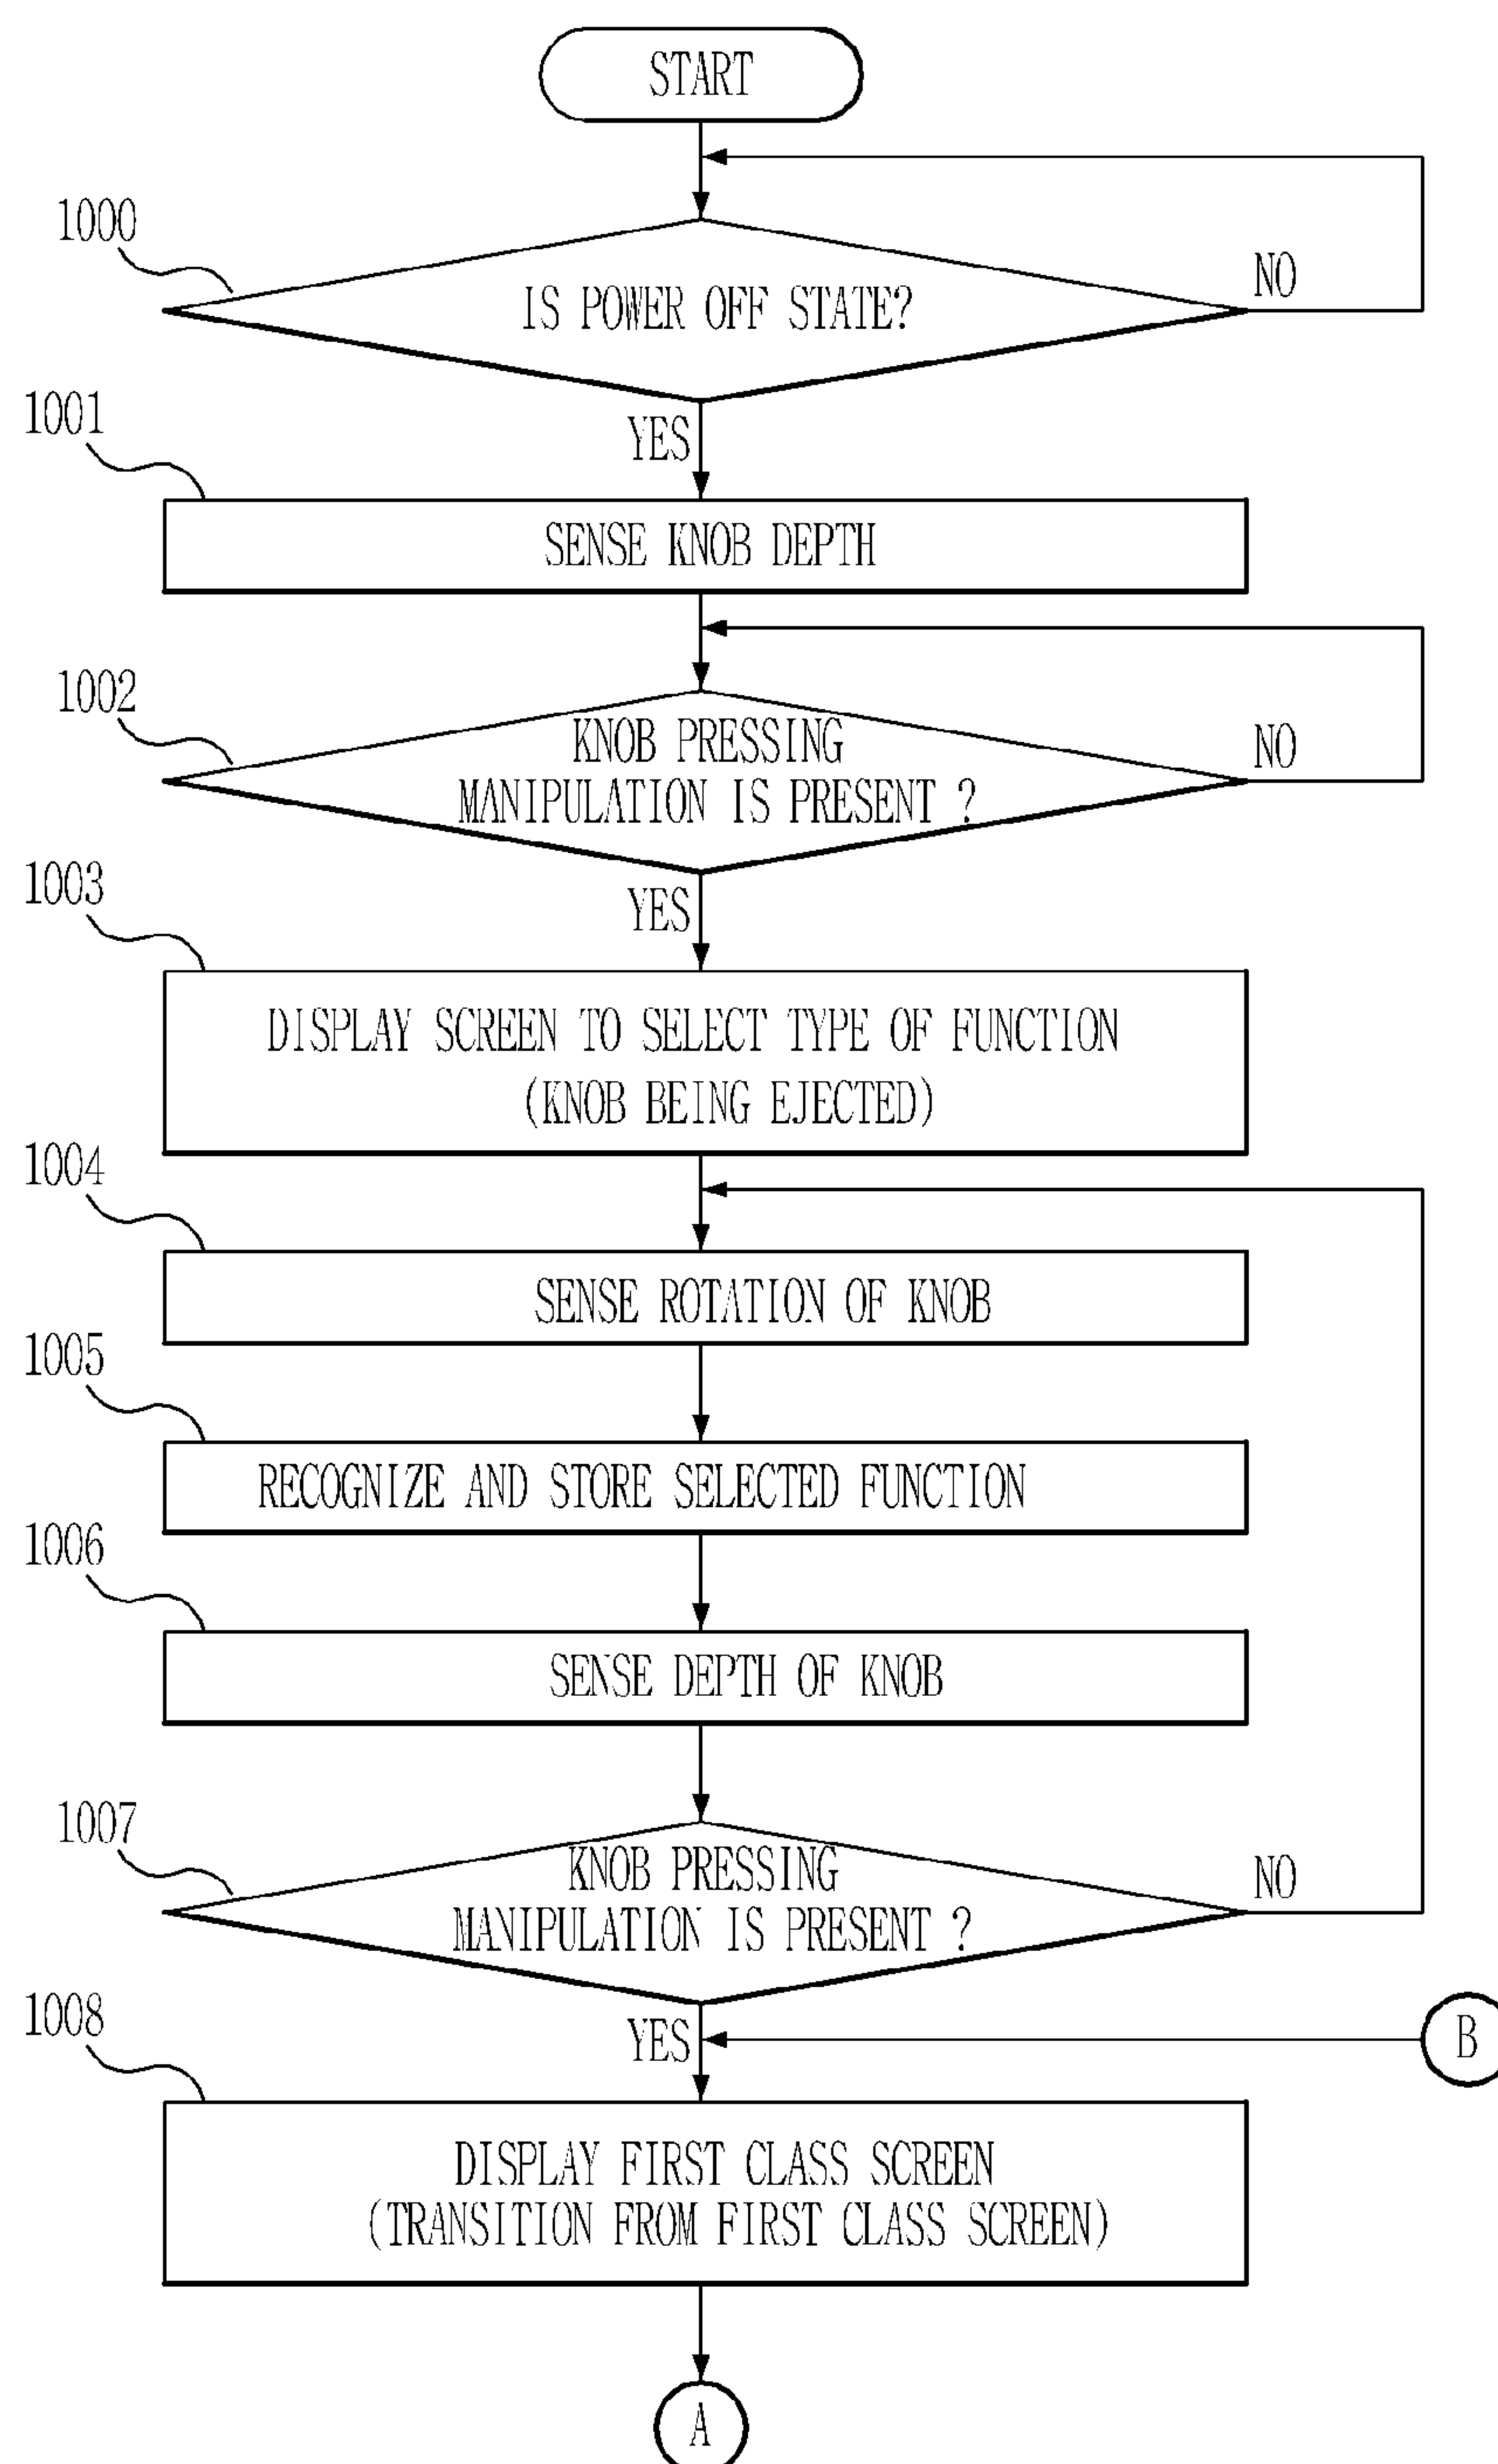 START
1000
IS POWER OFF STATE?
NO
YES
1001
SENSE KNOB DEPTH
1002
KNOB PRESSING
MANIPULATION IS PRESENT ?
NO
YES
1003
DISPLAY SCREEN TO SELECT TYPE OF FUNCTION
(KNOB BEING EJECTED)
1004
SENSE ROTATION OF KNOB
1005
RECOGNIZE AND STORE SELECTED FUNCTION
1006
SENSE DEPTH OF KNOB
1007
KNOB PRESSING
MANIPULATION IS PRESENT ?
NO
YES
B
1008
DISPLAY FIRST CLASS SCREEN
(TRANSITION FROM FIRST CLASS SCREEN)
A